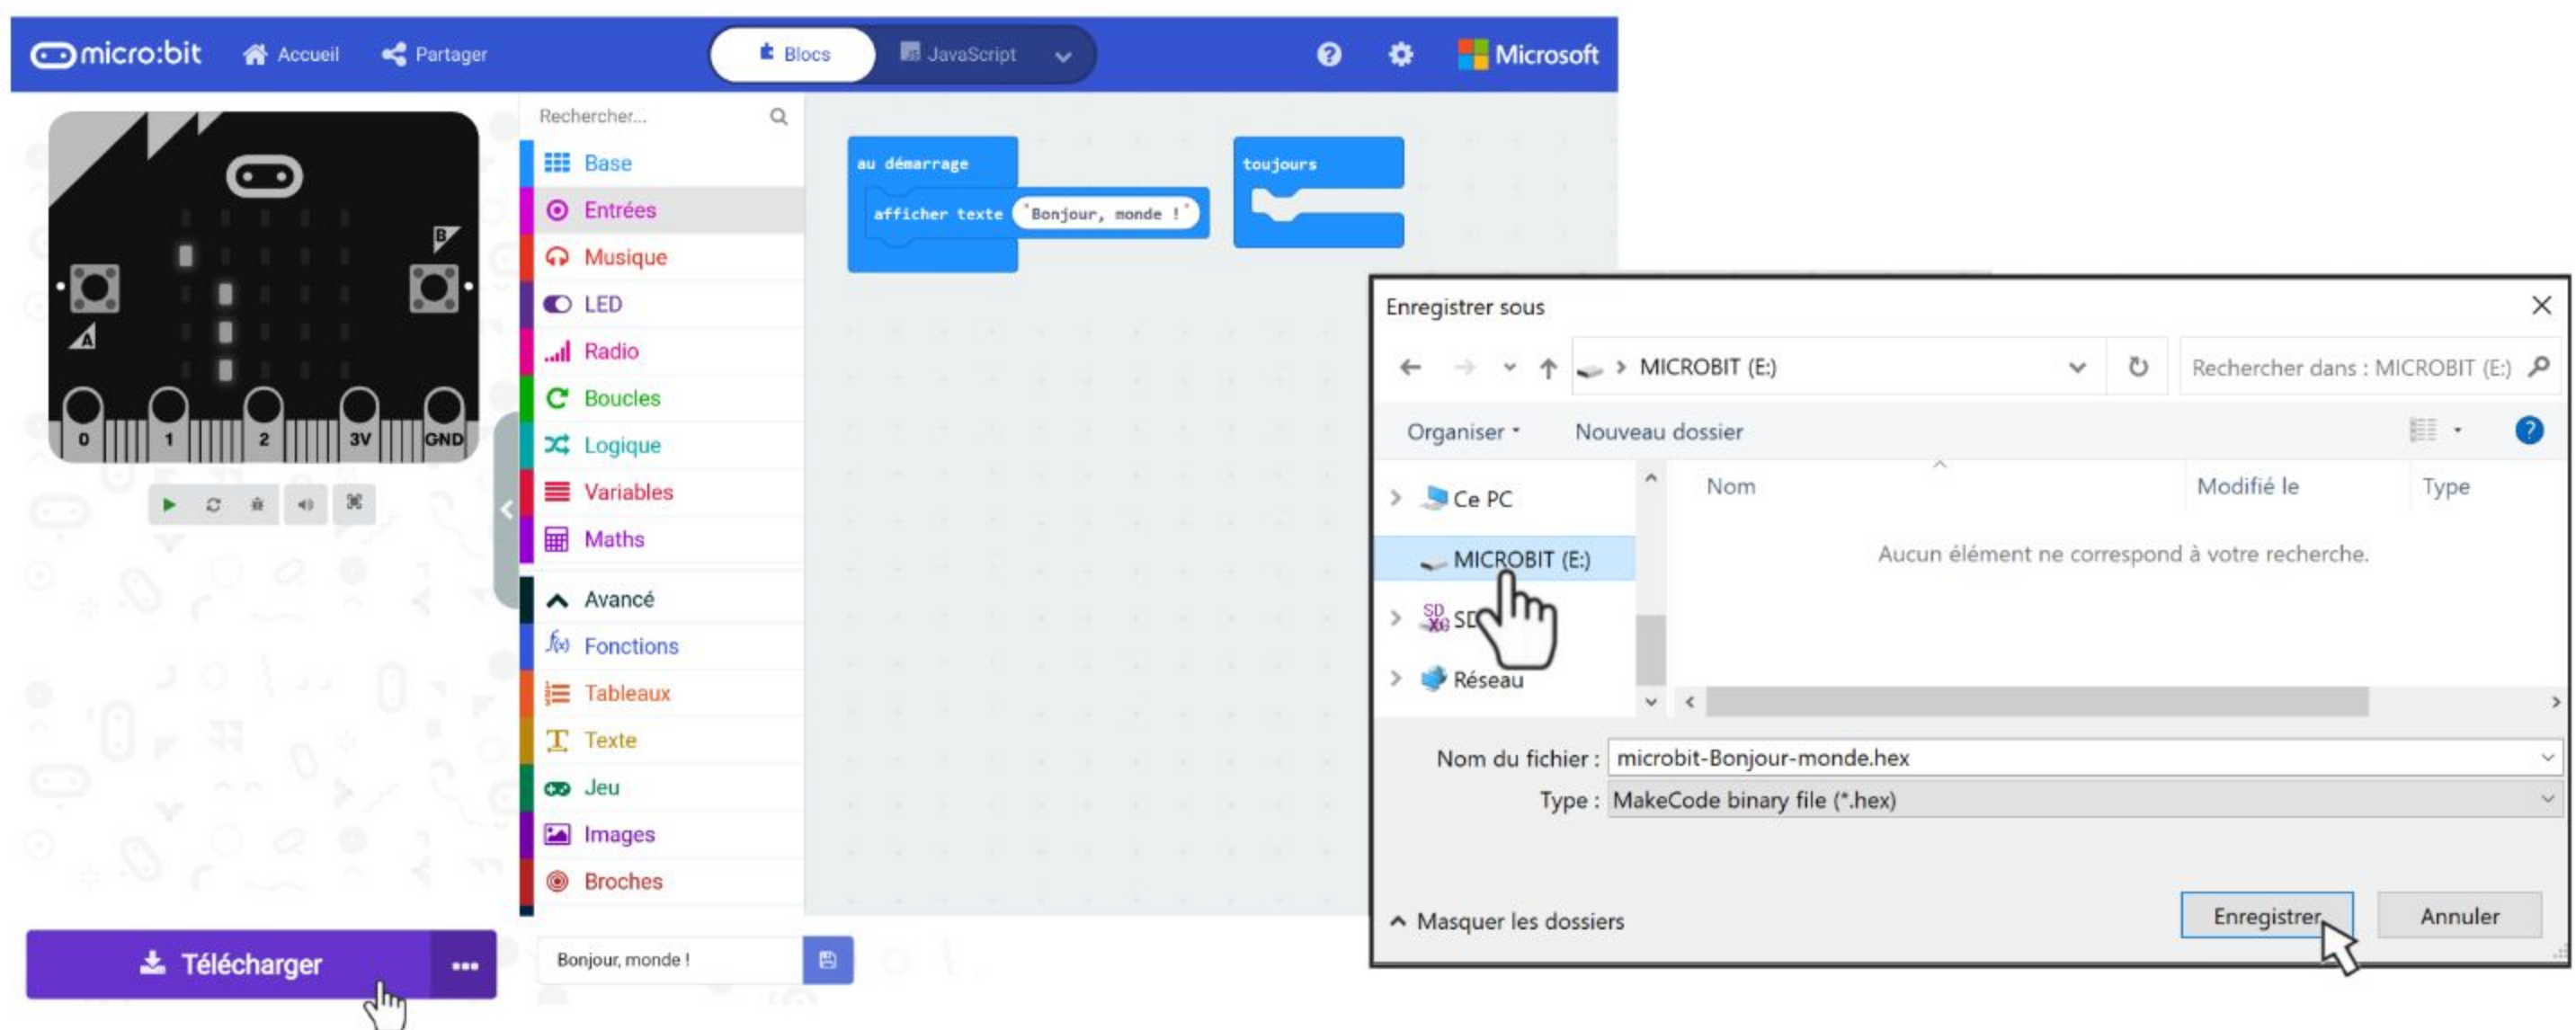 micro:bit Accueil Partager Blocs JavaScript Microsoft
Rechercher...
Base
Entrées
Musique
LED
Radio
Boucles
Logique
Variables
Maths
Avancé
Fonctions
Tableaux
Texte
Jeu
Images
Broches
B
A
0 1 2 3V GND
au démarrage
afficher texte "Bonjour, monde !"
toujours
Télécharger ...
Bonjour, monde !
Enregistrer sous
MICROBIT (E:) Rechercher dans : MICROBIT (E:)
Organiser Nouveau dossier
Nom Modifié le Type
Ce PC
MICROBIT (E:)
Réseau
Aucun élément ne correspond à votre recherche.
Nom du fichier : microbit-Bonjour-monde.hex
Type : MakeCode binary file (*.hex)
Masquer les dossiers Enregistrer Annuler